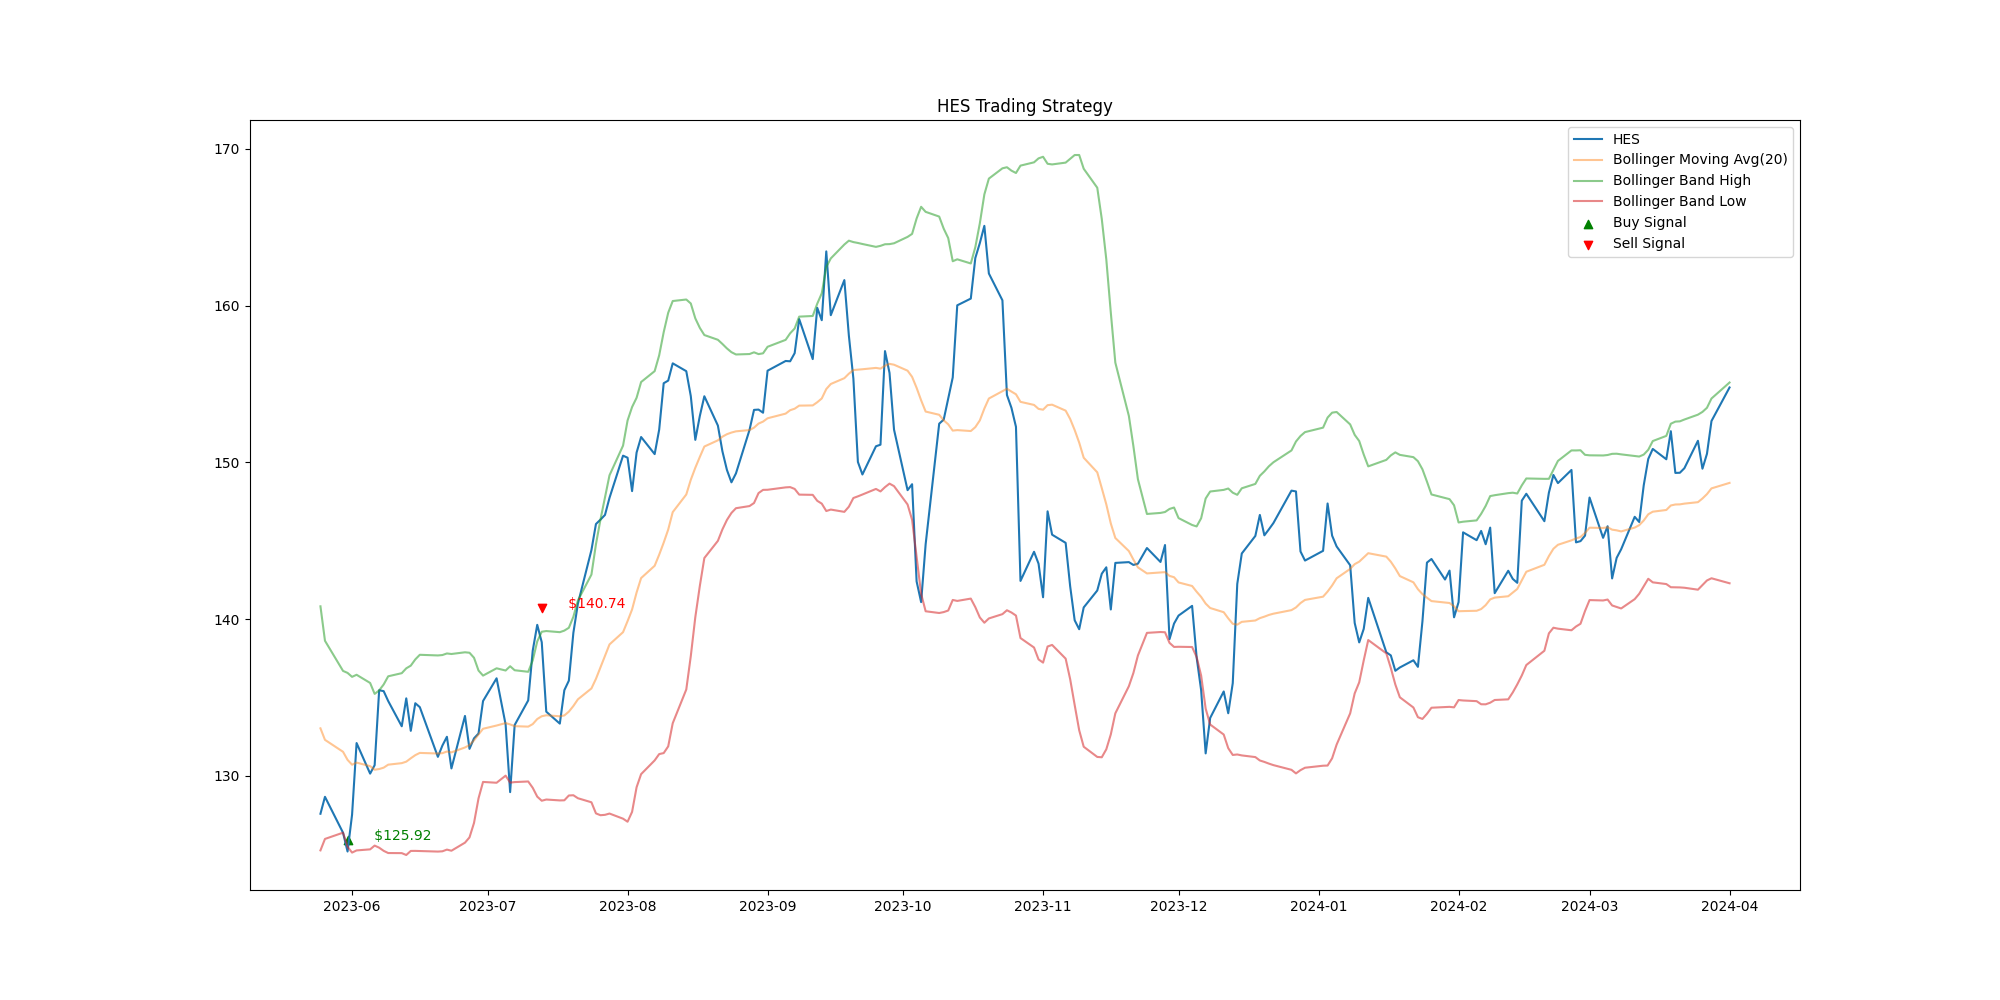 HES Trading Strategy
170
160
150
140
130
HES
Bollinger Moving Avg(20)
Bollinger Band High
Bollinger Band Low
Buy Signal
Sell Signal
$140.74
$125.92
2023-06 2023-07 2023-08 2023-09 2023-10 2023-11 2023-12 2024-01 2024-02 2024-03 2024-04